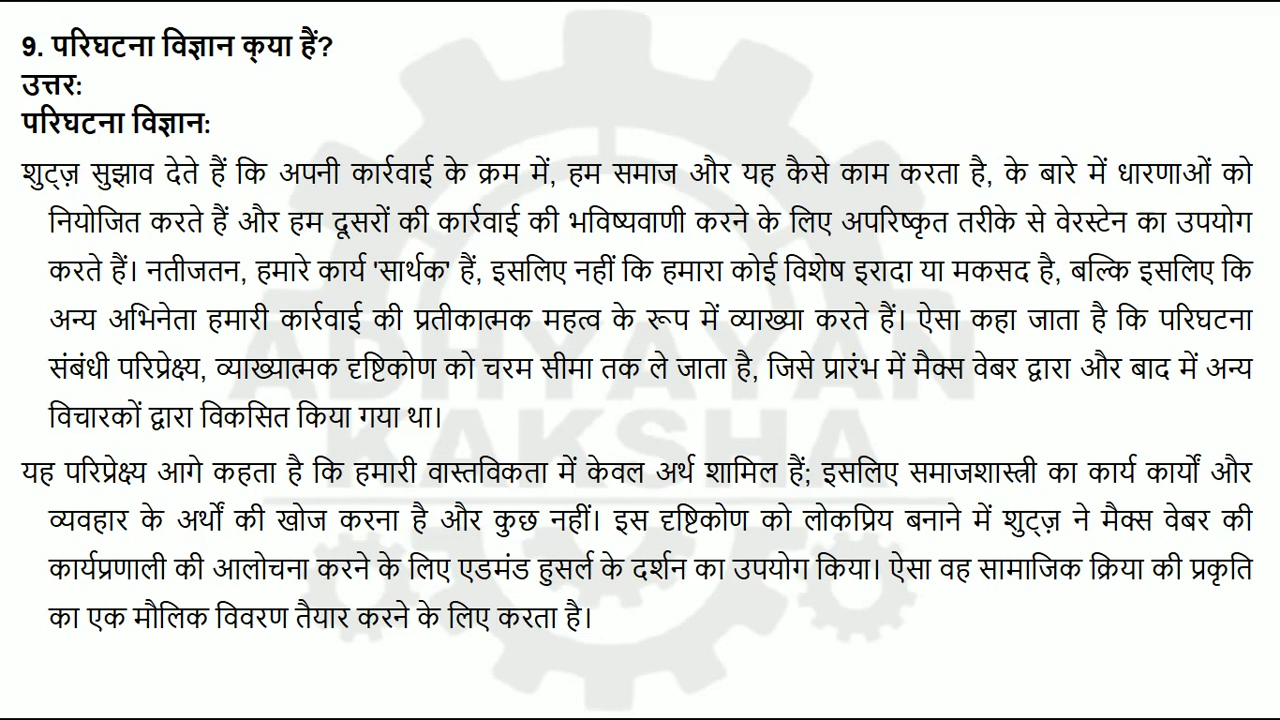 9. परिघटना विज्ञान क्या हैं?
उत्तर:
परिघटना विज्ञान:
शुट्ज़ सुझाव देते हैं कि अपनी कार्रवाई के क्रम में, हम समाज और यह कैसे काम करता है, के बारे में धारणाओं को
नियोजित करते हैं और हम दूसरों की कार्रवाई की भविष्यवाणी करने के लिए अपरिष्कृत तरीके से वेरस्टेन का उपयोग
करते हैं। नतीजतन, हमारे कार्य 'सार्थक' हैं, इसलिए नहीं कि हमारा कोई विशेष इरादा या मकसद है, बल्कि इसलिए कि
अन्य अभिनेता हमारी कार्रवाई की प्रतीकात्मक महत्व के रूप में व्याख्या करते हैं। ऐसा कहा जाता है कि परिघटना
संबंधी परिप्रेक्ष्य, व्याख्यात्मक दृष्टिकोण को चरम सीमा तक ले जाता है, जिसे प्रारंभ में मैक्स वेबर द्वारा और बाद में अन्य
विचारकों द्वारा विकसित किया गया था।
यह परिप्रेक्ष्य आगे कहता है कि हमारी वास्तविकता में केवल अर्थ शामिल हैं; इसलिए समाजशास्त्री का कार्य कार्यों और
व्यवहार के अर्थों की खोज करना है और कुछ नहीं। इस दृष्टिकोण को लोकप्रिय बनाने में शुट्ज़ ने मैक्स वेबर की
कार्यप्रणाली की आलोचना करने के लिए एडमंड हुसर्ल के दर्शन का उपयोग किया। ऐसा वह सामाजिक क्रिया की प्रकृति
का एक मौलिक विवरण तैयार करने के लिए करता है।
ADHYAYAN
KAKSHA